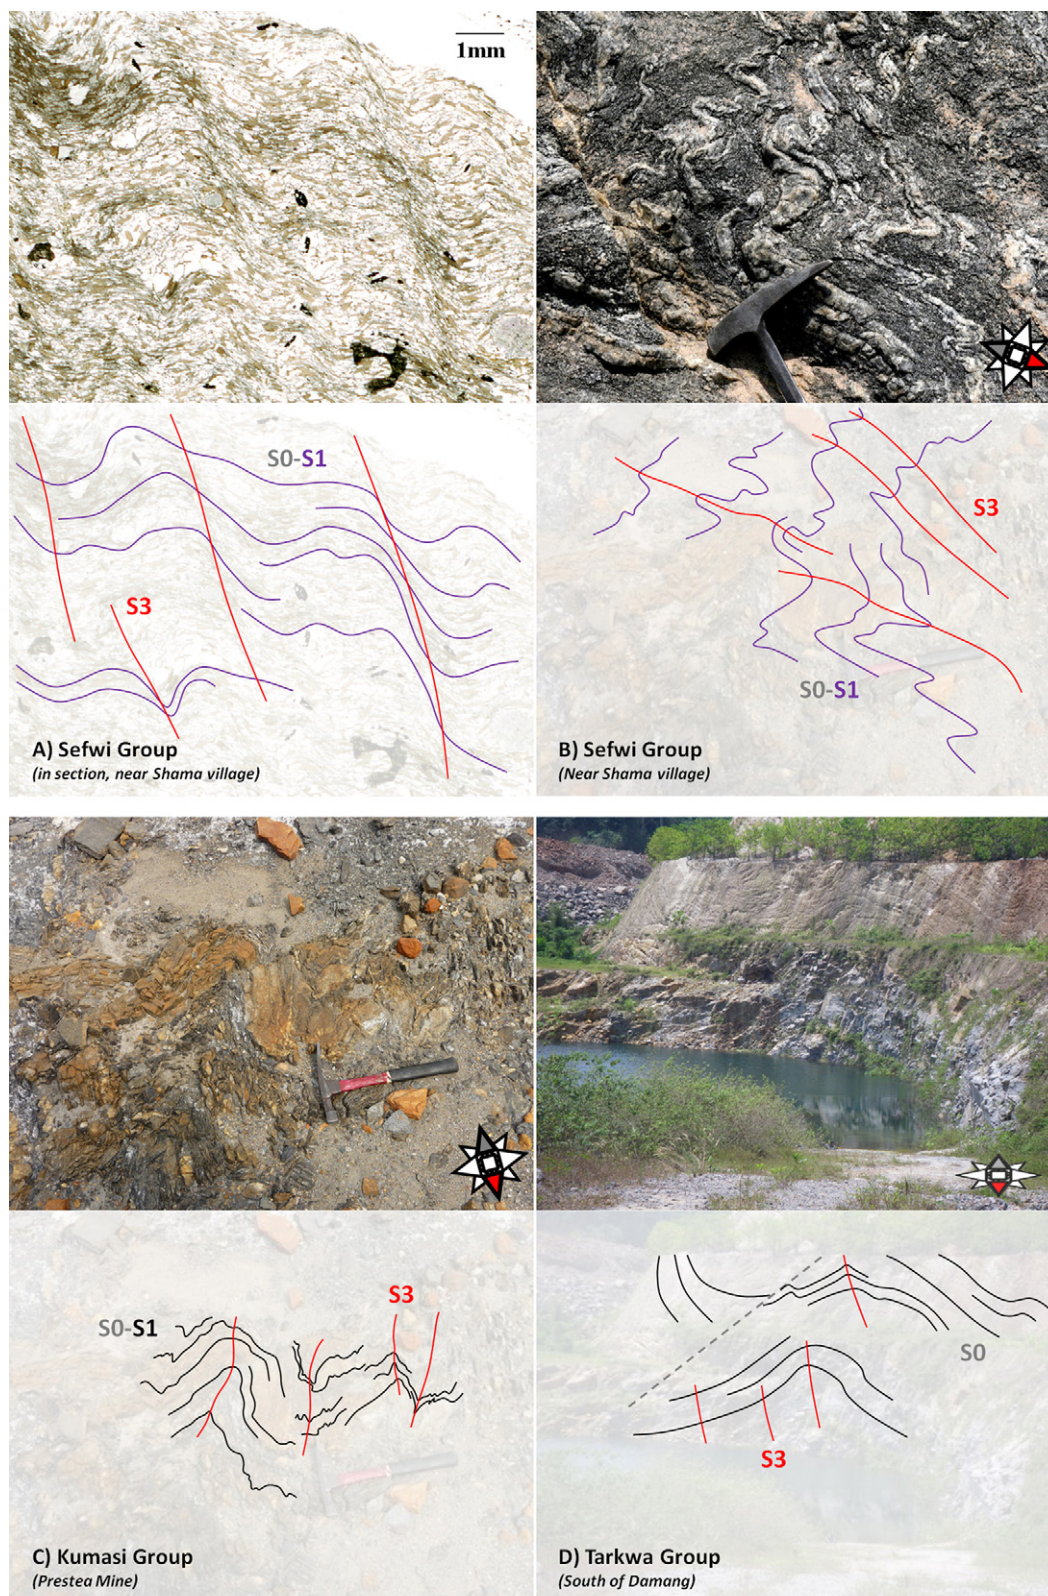 1mm
S0-S1
S3
A) Sefwi Group
(in section, near Shama village)
S3
S0-S1
B) Sefwi Group
(Near Shama village)
S3
S0-S1
C) Kumasi Group
(Prestea Mine)
S0
S3
D) Tarkwa Group
(South of Damang)